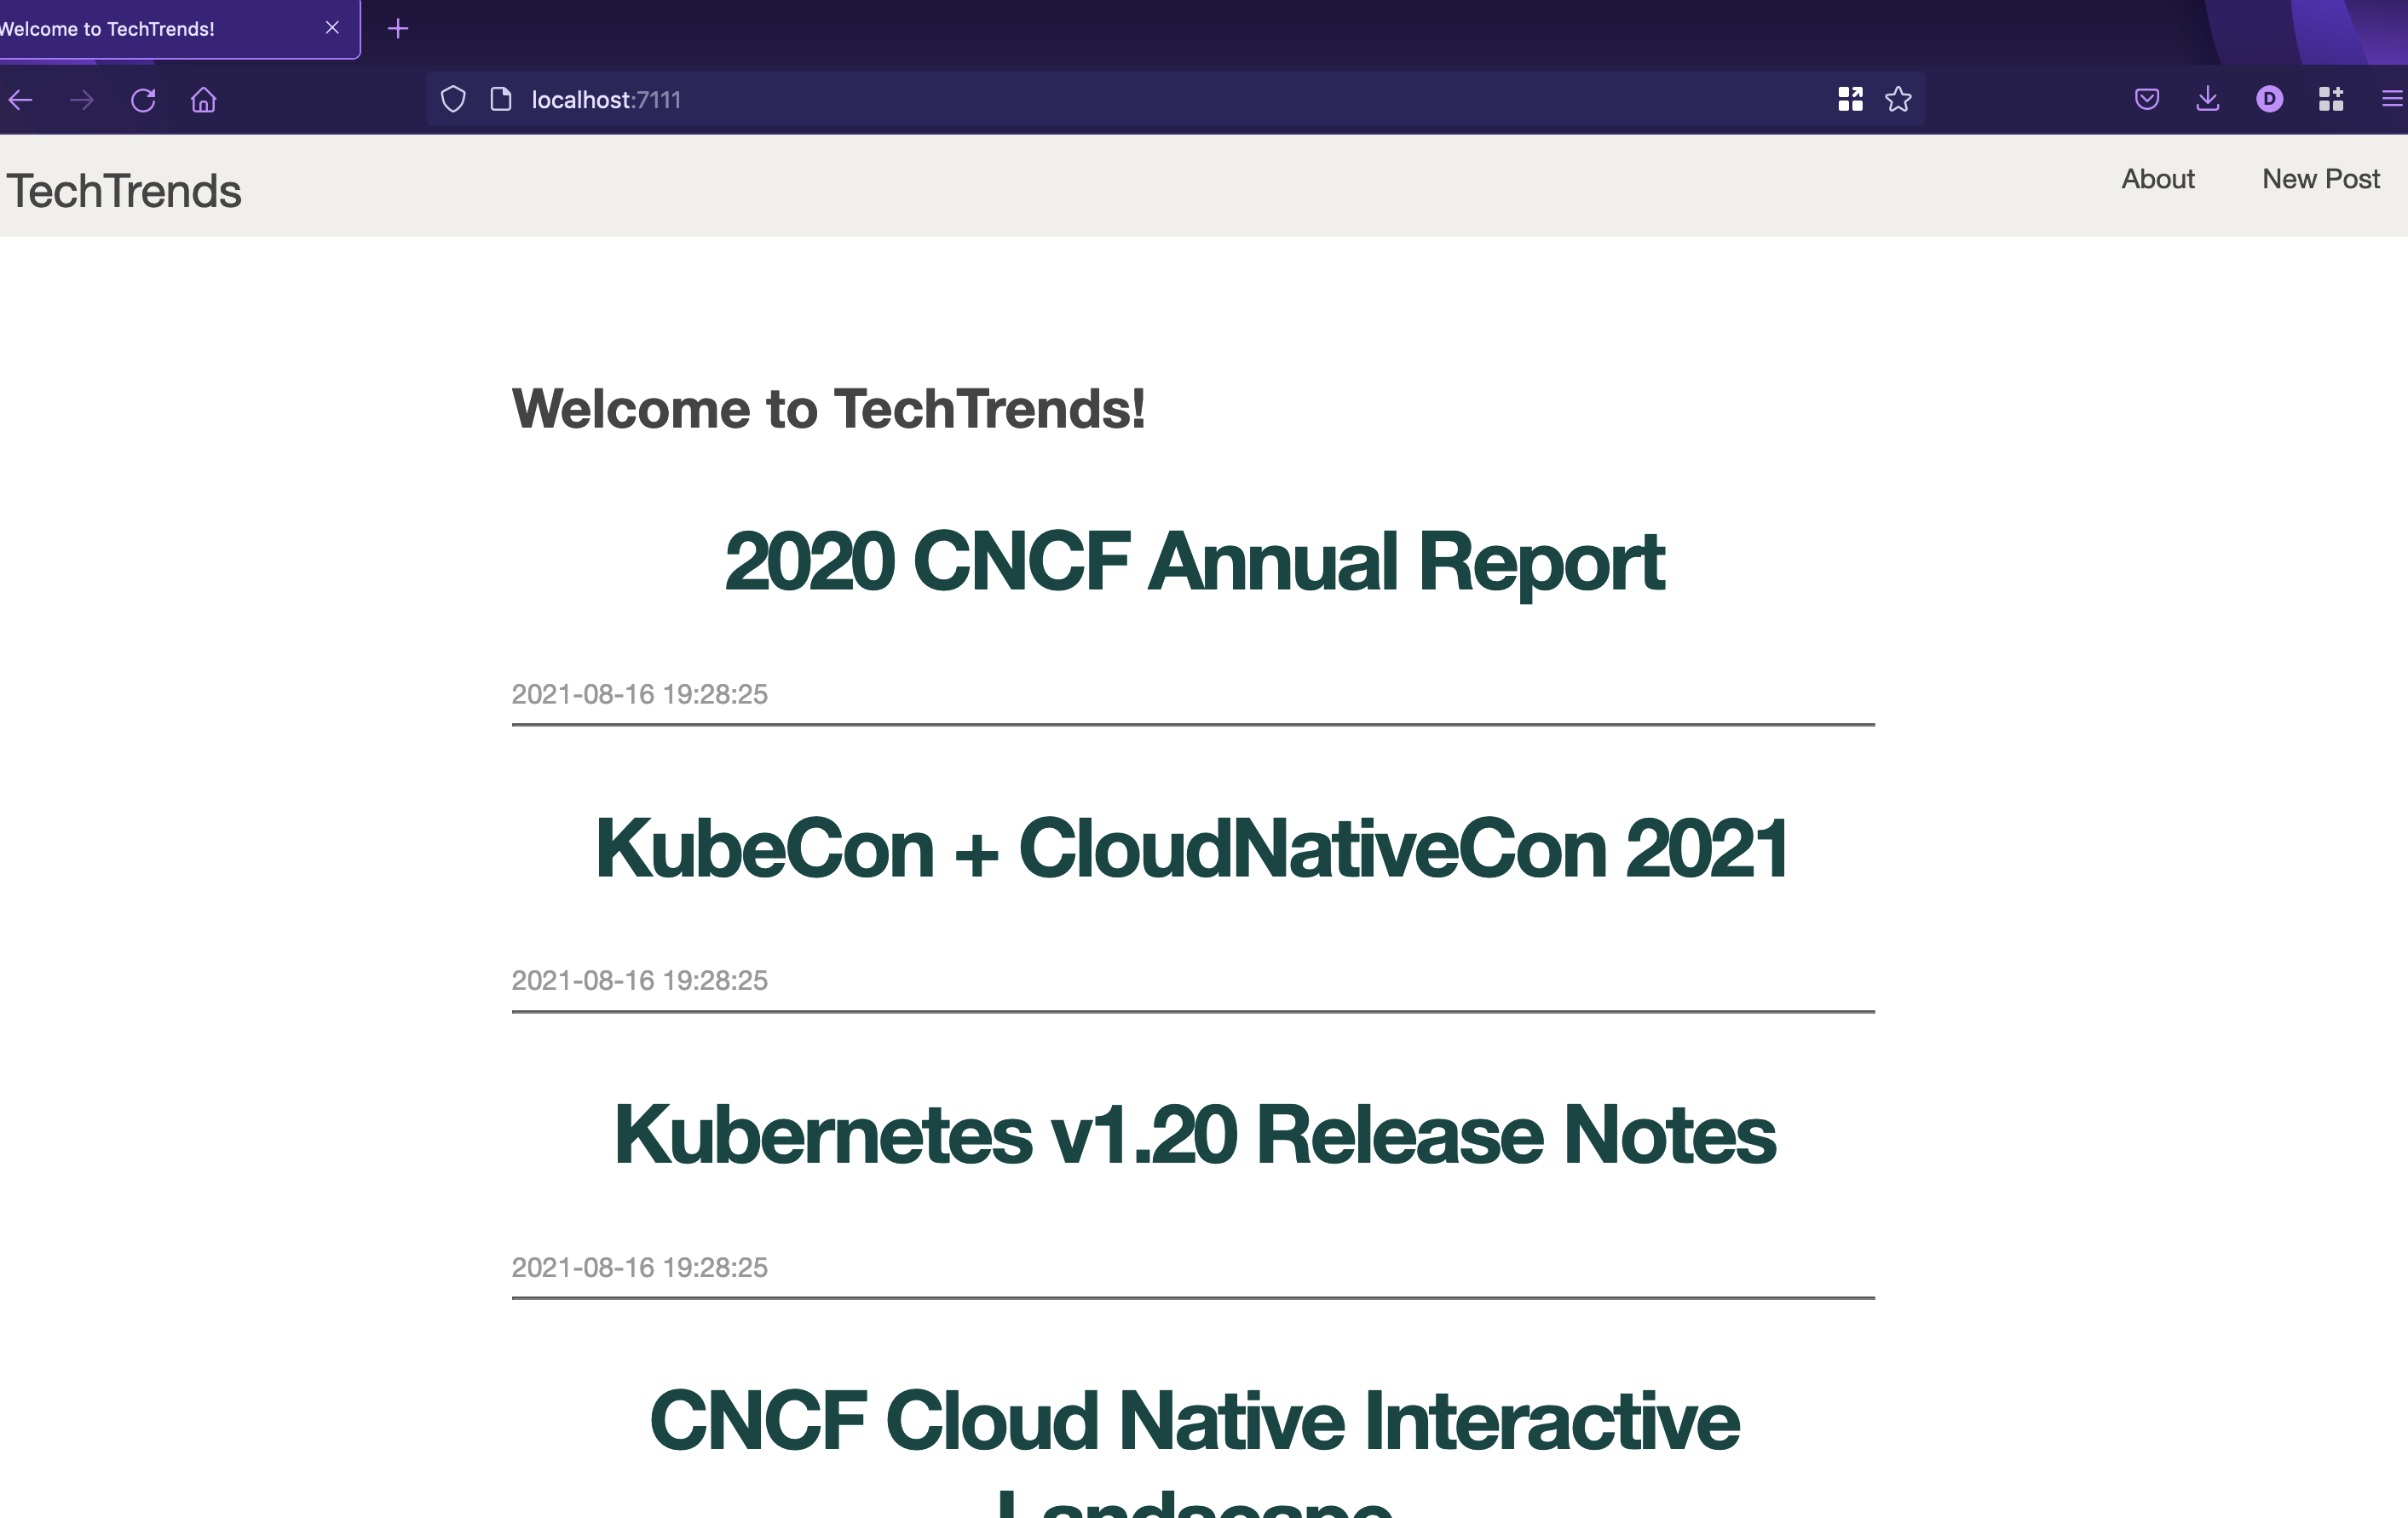 Welcome to TechTrends!
localhost:7111
D
TechTrends
About
New Post
Welcome to TechTrends!
2020 CNCF Annual Report
2021-08-16 19:28:25
KubeCon + CloudNativeCon 2021
2021-08-16 19:28:25
Kubernetes v1.20 Release Notes
2021-08-16 19:28:25
CNCF Cloud Native Interactive
Landscape